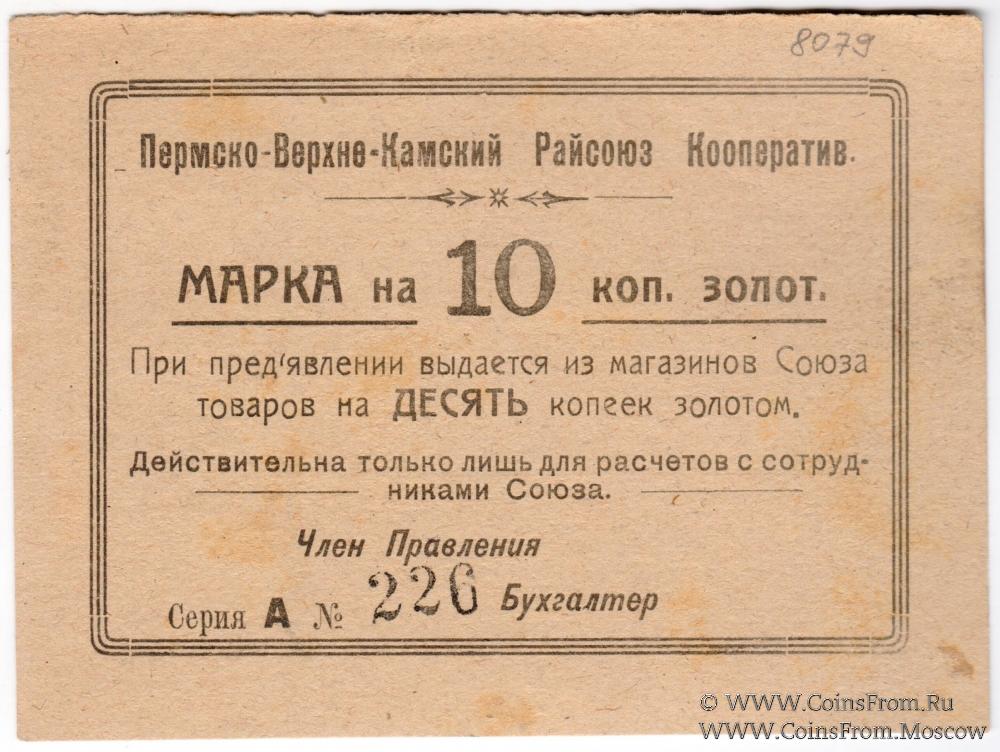 8079
Пермско-Верхне-Камский Райсоюз Кооператив.
МАРКА на 10 коп. золот.
При пред'явлении выдается из магазинов Союза
товаров на ДЕСЯТЬ копеек золотом.
Действительна только лишь для расчетов с сотруд-
никами Союза.
Член Правления
Серия А № 226 Бухгалтер
© WWW.CoinsFrom.Ru
WWW.CoinsFrom.Moscow